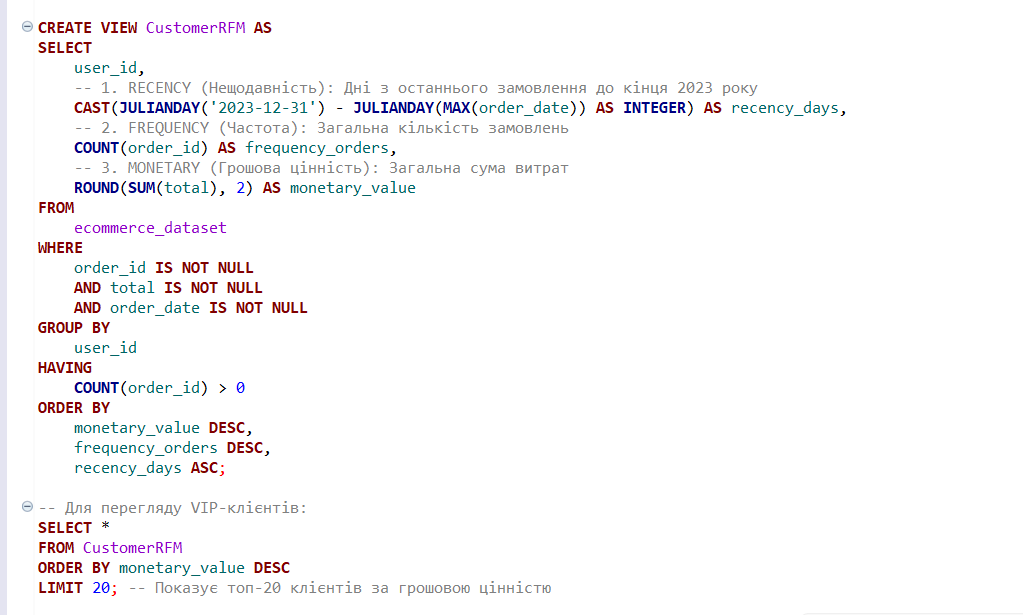 CREATE VIEW CustomerRFM AS
SELECT
    user_id,
    -- 1. RECENCY (Нещодавність): Дні з останнього замовлення до кінця 2023 року
    CAST(JULIANDAY('2023-12-31') - JULIANDAY(MAX(order_date)) AS INTEGER) AS recency_days,
    -- 2. FREQUENCY (Частота): Загальна кількість замовлень
    COUNT(order_id) AS frequency_orders,
    -- 3. MONETARY (Грошова цінність): Загальна сума витрат
    ROUND(SUM(total), 2) AS monetary_value
FROM
    ecommerce_dataset
WHERE
    order_id IS NOT NULL
    AND total IS NOT NULL
    AND order_date IS NOT NULL
GROUP BY
    user_id
HAVING
    COUNT(order_id) > 0
ORDER BY
    monetary_value DESC,
    frequency_orders DESC,
    recency_days ASC;
-- Для перегляду VIP-клієнтів:
SELECT *
FROM CustomerRFM
ORDER BY monetary_value DESC
LIMIT 20; -- Показує топ-20 клієнтів за грошовою цінністю